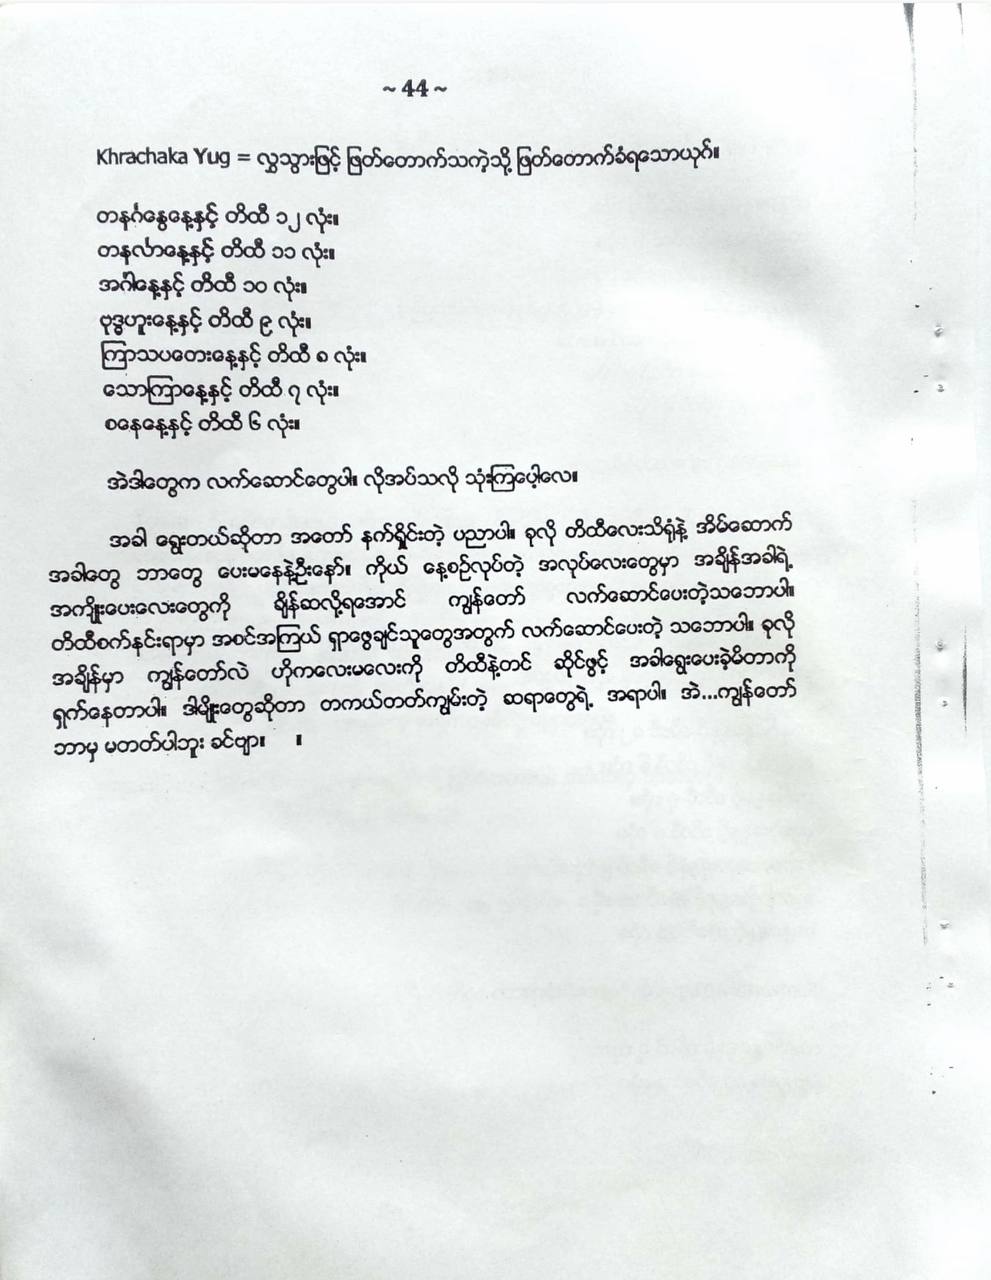 ~ 44 ~
Khrachaka Yug = လွှသွားဖြင့် ဖြတ်တောက်သကဲ့သို့ ဖြတ်တောက်ခံရသောယုဂ်။
တနင်္ဂနွေနေ့နှင့် တိထီ ၁၂ လုံး။
တနင်္လာနေ့နှင့် တိထီ ၁၁ လုံး။
အင်္ဂါနေ့နှင့် တိထီ ၁၀ လုံး။
ဗုဒ္ဓဟူးနေ့နှင့် တိထီ ၉ လုံး။
ကြာသပတေးနေ့နှင့် တိထီ ၈ လုံး။
သောကြာနေ့နှင့် တိထီ ၇ လုံး။
စနေနေ့နှင့် တိထီ ၆ လုံး။
အဲဒါတွေက လက်ဆောင်တွေပါ။ လိုအပ်သလို သုံးကြပေါ့လေ။
အခါ ရွေးတယ်ဆိုတာ အတော် နက်ရှိုင်းတဲ့ ပညာပါ။ ခုလို တိထီလေးသိရုံနဲ့ အိမ်ဆောက်
အခါတွေ ဘာတွေ ပေးမနေနဲ့ဦးနော်။ ကိုယ် နေ့စဉ်လုပ်တဲ့ အလုပ်လေးတွေမှာ အချိန်အခါရဲ့
အကျိုးပေးလေးတွေကို ချိန်ဆလို့ရအောင် ကျွန်တော် လက်ဆောင်ပေးတဲ့သဘောပါ။
တိထီစက်နင်းရာမှာ အစင်အကြယ် ရှာဖွေချင်သူတွေအတွက် လက်ဆောင်ပေးတဲ့ သဘောပါ။ ခုလို
အချိန်မှာ ကျွန်တော်လဲ ဟိုကလေးမလေးကို တိထီနဲ့တင် ဆိုင်ဖွင့် အခါရွေးပေးခဲ့မိတာကို
ရှက်နေတာပါ။ ဒါမျိုးတွေဆိုတာ တကယ်တတ်ကျွမ်းတဲ့ ဆရာတွေရဲ့ အရာပါ။ အဲ...ကျွန်တော်
ဘာမှ မတတ်ပါဘူး ခင်ဗျာ။ ။